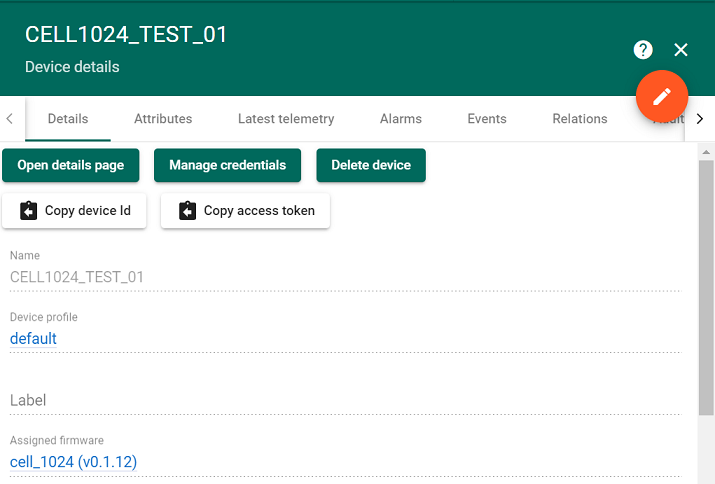 CELL1024_TEST_01
Device details
?
Details Attributes Latest telemetry Alarms Events Relations Audit
Open details page Manage credentials Delete device
Copy device Id Copy access token
Name
CELL1024_TEST_01
Device profile
default
Label
Assigned firmware
cell_1024 (v0.1.12)